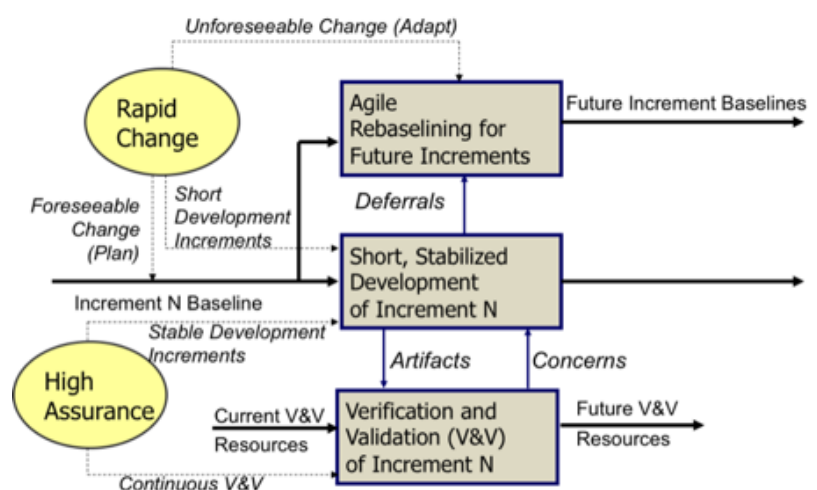 Unforeseeable Change (Adapt)
Rapid
Change
Agile
Rebaselining for
Future Increments
Future Increment Baselines
Short
Development
Increments
Foreseeable
Change
(Plan)
Deferrals
Short, Stabilized
Development
of Increment N
Increment N Baseline
Stable Development
Increments
High
Assurance
Artifacts
Concerns
Current V&V
Resources
Verification and
Validation (V&V)
of Increment N
Future V&V
Resources
Continuous V&V